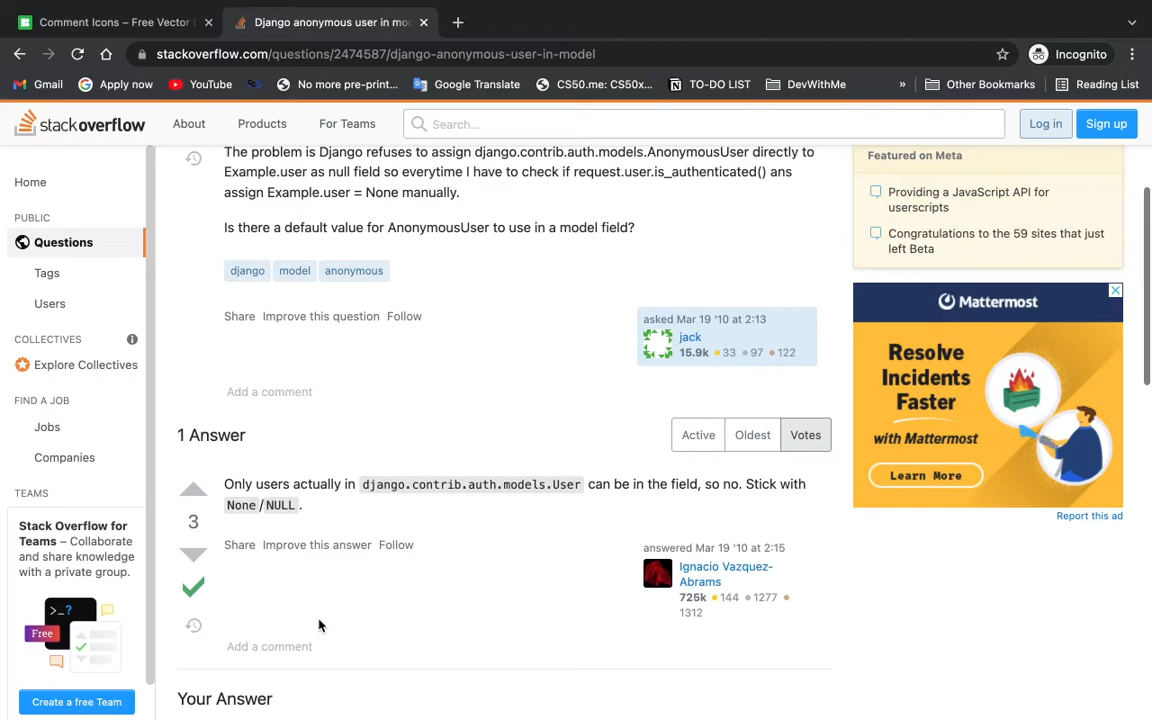 Comment Icons – Free Vector
Django anonymous user in mo
stackoverflow.com/questions/2474587/django-anonymous-user-in-model
Incognito
Gmail
Apply now
YouTube
No more pre-print...
Google Translate
CS50.me: CS50x...
TO-DO LIST
DevWithMe
»
Other Bookmarks
Reading List
stackoverflow
About
Products
For Teams
Search...
Log in
Sign up
Home
PUBLIC
Questions
Tags
Users
COLLECTIVES
Explore Collectives
FIND A JOB
Jobs
Companies
TEAMS
Stack Overflow for
Teams – Collaborate
and share knowledge
with a private group.
>_?
Free
Create a free Team
The problem is Django refuses to assign django.contrib.auth.models.AnonymousUser directly to
Example.user as null field so everytime I have to check if request.user.is_authenticated() ans
assign Example.user = None manually.
Is there a default value for AnonymousUser to use in a model field?
django
model
anonymous
Share
Improve this question
Follow
asked Mar 19 '10 at 2:13
jack
15.9k 33 97 122
Add a comment
1 Answer
Active
Oldest
Votes
Only users actually in django.contrib.auth.models.User can be in the field, so no. Stick with
None/NULL.
3
Share
Improve this answer
Follow
answered Mar 19 '10 at 2:15
Ignacio Vazquez-
Abrams
725k 144 1277
1312
Add a comment
Your Answer
Featured on Meta
Providing a JavaScript API for
userscripts
Congratulations to the 59 sites that just
left Beta
Mattermost
Resolve
Incidents
Faster
with Mattermost
Learn More
Report this ad